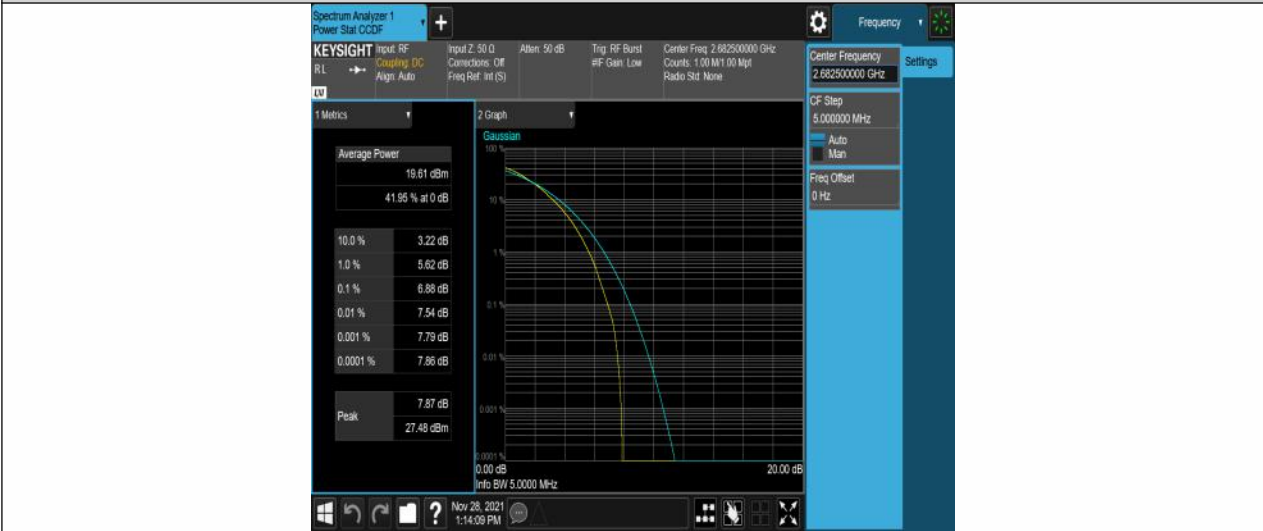 Spectrum Analyzer 1
Power Stat CCDF
+
Frequency
KEYSIGHT
RL
LV
Input: RF
Coupling: DC
Align: Auto
Input Z: 50 Ω
Corrections: Off
Freq Ref: Int (S)
Atten: 50 dB
Trig: RF Burst
#IF Gain: Low
Center Freq: 2.682500000 GHz
Counts: 1.00 M/1.00 Mpt
Radio Std: None
Center Frequency
2.682500000 GHz
Settings
CF Step
5.000000 MHz
Auto
Man
Freq Offset
0 Hz
1 Metrics
Average Power
19.61 dBm
41.95 % at 0 dB
10.0 % 3.22 dB
1.0 % 5.62 dB
0.1 % 6.88 dB
0.01 % 7.54 dB
0.001 % 7.79 dB
0.0001 % 7.86 dB
Peak
7.87 dB
27.48 dBm
2 Graph
Gaussian
100 %
10 %
1 %
0.1 %
0.01 %
0.001 %
0.0001 %
0.00 dB 20.00 dB
Info BW 5.0000 MHz
?
Nov 28, 2021
1:14:09 PM